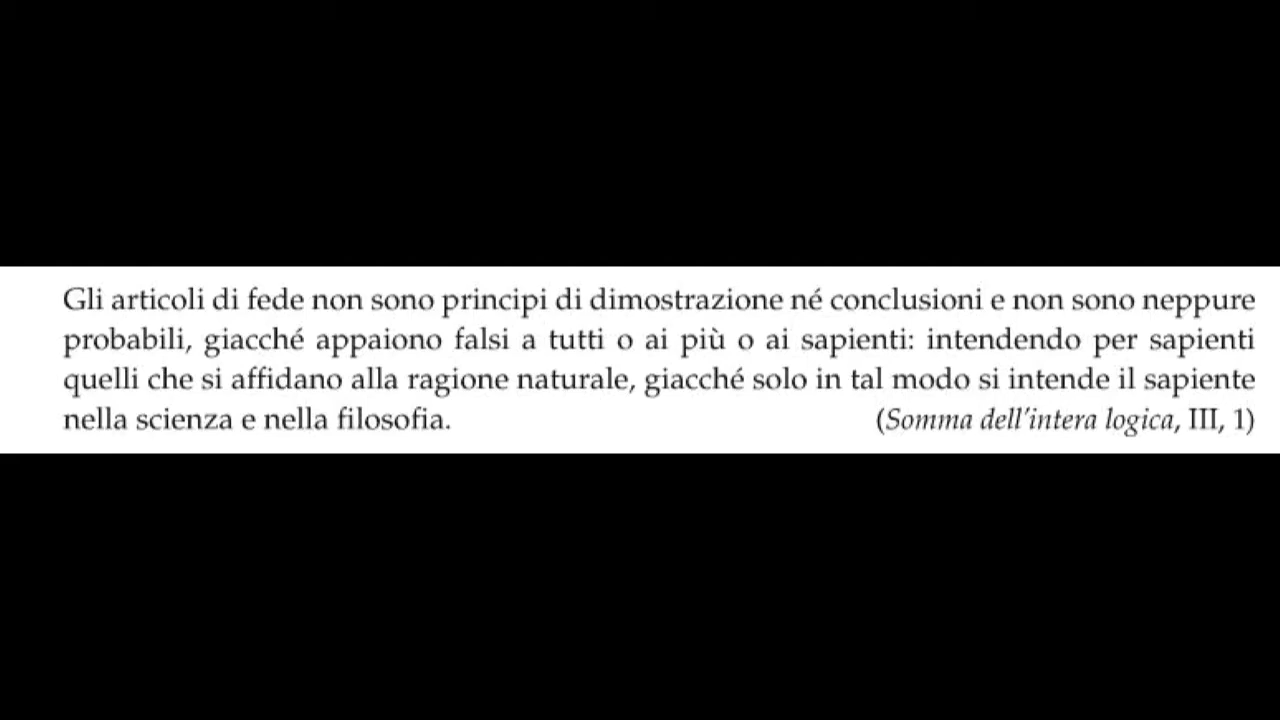 Gli articoli di fede non sono principi di dimostrazione né conclusioni e non sono neppure
probabili, giacché appaiono falsi a tutti o ai più o ai sapienti: intendendo per sapienti
quelli che si affidano alla ragione naturale, giacché solo in tal modo si intende il sapiente
nella scienza e nella filosofia. (Somma dell'intera logica, III, 1)